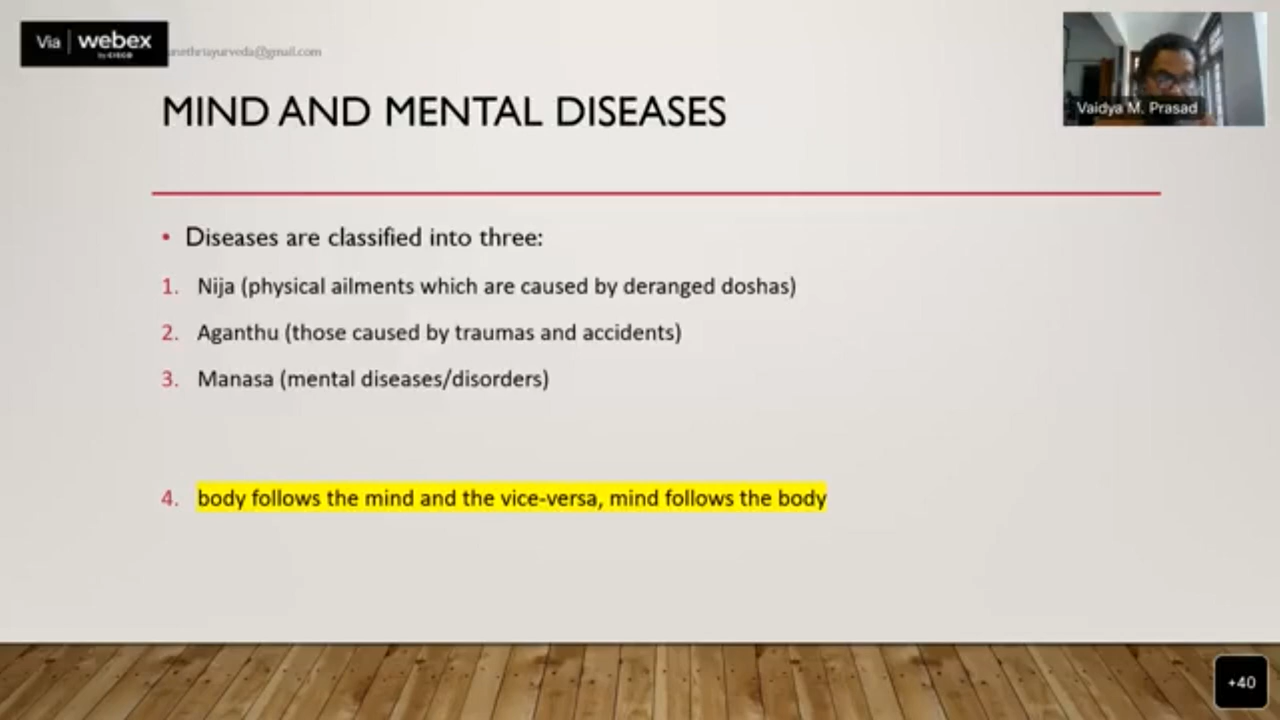 Via webex
by CISCO
unethriayurveda@gmail.com
Vaidya M. Prasad
MIND AND MENTAL DISEASES
• Diseases are classified into three:
1. Nija (physical ailments which are caused by deranged doshas)
2. Aganthu (those caused by traumas and accidents)
3. Manasa (mental diseases/disorders)
4. body follows the mind and the vice-versa, mind follows the body
+40